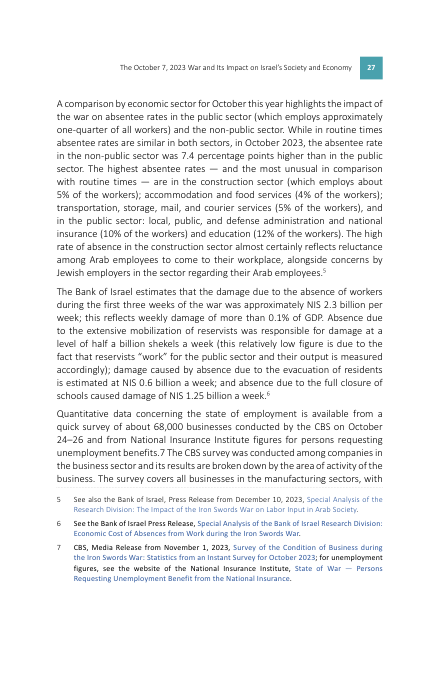 The October 7, 2023 War and Its Impact on Israel's Society and Economy 27
A comparison by economic sector for October this year highlights the impact of
the war on absentee rates in the public sector (which employs approximately
one-quarter of all workers) and the non-public sector. While in routine times
absentee rates are similar in both sectors, in October 2023, the absentee rate
in the non-public sector was 7.4 percentage points higher than in the public
sector. The highest absentee rates — and the most unusual in comparison
with routine times — are in the construction sector (which employs about
5% of the workers); accommodation and food services (4% of the workers);
transportation, storage, mail, and courier services (5% of the workers), and
in the public sector: local, public, and defense administration and national
insurance (10% of the workers) and education (12% of the workers). The high
rate of absence in the construction sector almost certainly reflects reluctance
among Arab employees to come to their workplace, alongside concerns by
Jewish employers in the sector regarding their Arab employees.5
The Bank of Israel estimates that the damage due to the absence of workers
during the first three weeks of the war was approximately NIS 2.3 billion per
week; this reflects weekly damage of more than 0.1% of GDP. Absence due
to the extensive mobilization of reservists was responsible for damage at a
level of half a billion shekels a week (this relatively low figure is due to the
fact that reservists "work" for the public sector and their output is measured
accordingly); damage caused by absence due to the evacuation of residents
is estimated at NIS 0.6 billion a week; and absence due to the full closure of
schools caused damage of NIS 1.25 billion a week.6
Quantitative data concerning the state of employment is available from a
quick survey of about 68,000 businesses conducted by the CBS on October
24–26 and from National Insurance Institute figures for persons requesting
unemployment benefits.7 The CBS survey was conducted among companies in
the business sector and its results are broken down by the area of activity of the
business. The survey covers all businesses in the manufacturing sectors, with
5 See also the Bank of Israel, Press Release from December 10, 2023, Special Analysis of the
Research Division: The Impact of the Iron Swords War on Labor Input in Arab Society.
6 See the Bank of Israel Press Release, Special Analysis of the Bank of Israel Research Division:
Economic Cost of Absences from Work during the Iron Swords War.
7 CBS, Media Release from November 1, 2023, Survey of the Condition of Business during
the Iron Swords War: Statistics from an Instant Survey for October 2023; for unemployment
figures, see the website of the National Insurance Institute, State of War — Persons
Requesting Unemployment Benefit from the National Insurance.